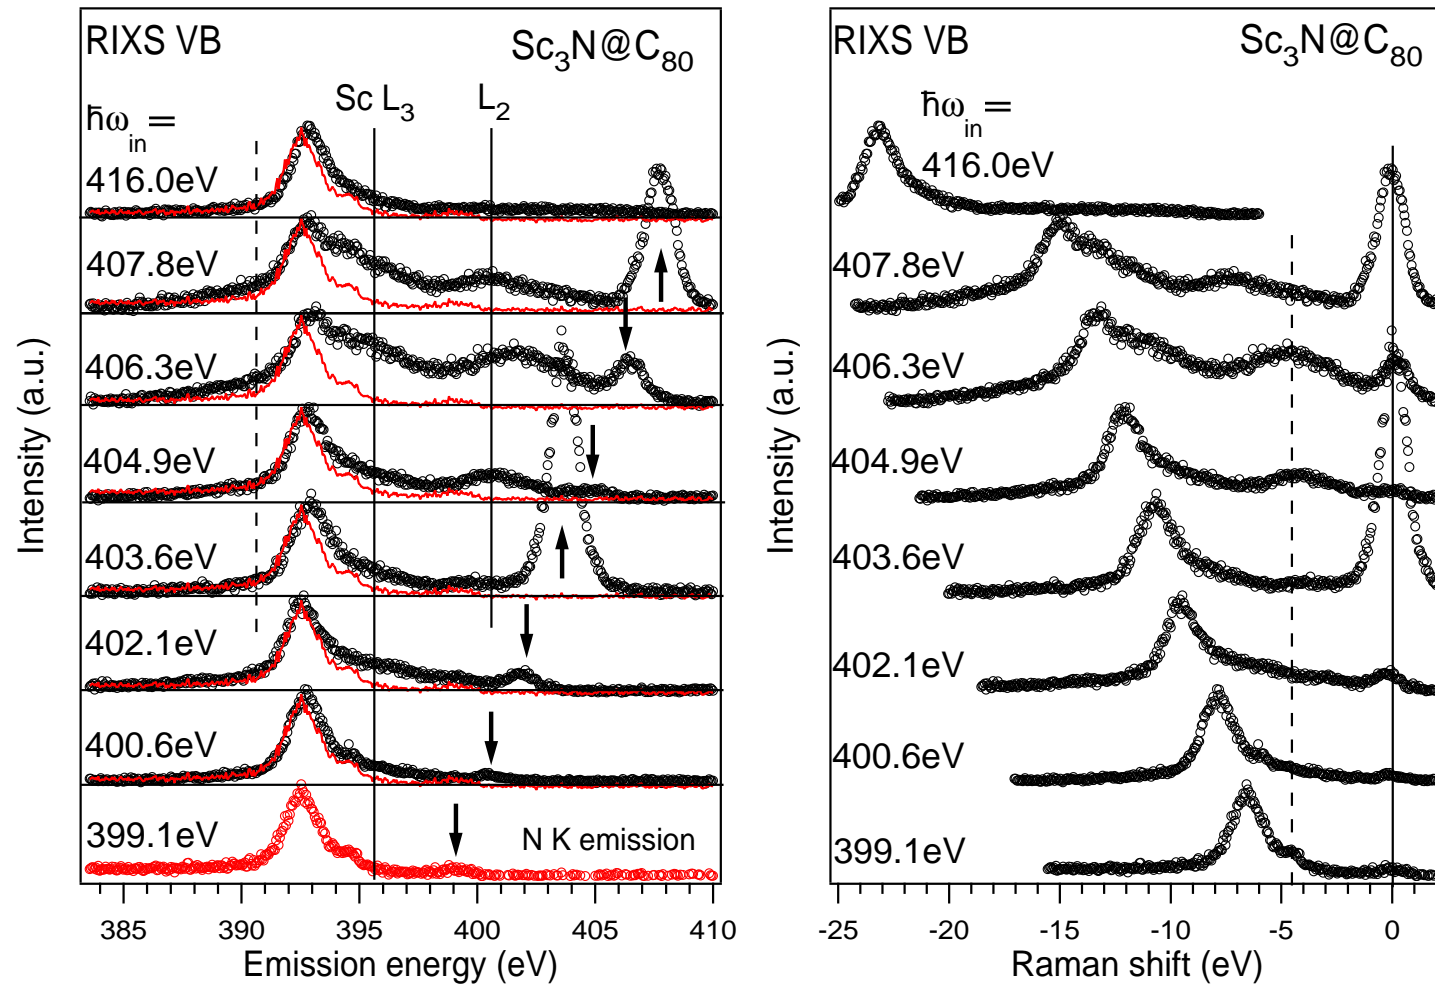 RIXS VB
Sc3N@C80
Sc L3
L2
ħωin=
416.0eV
407.8eV
406.3eV
404.9eV
403.6eV
402.1eV
400.6eV
399.1eV
N K emission
Intensity (a.u.)
385
390
395
400
405
410
Emission energy (eV)
RIXS VB
Sc3N@C80
ħωin=
416.0eV
407.8eV
406.3eV
404.9eV
403.6eV
402.1eV
400.6eV
399.1eV
Intensity (a.u.)
-25
-20
-15
-10
-5
0
Raman shift (eV)